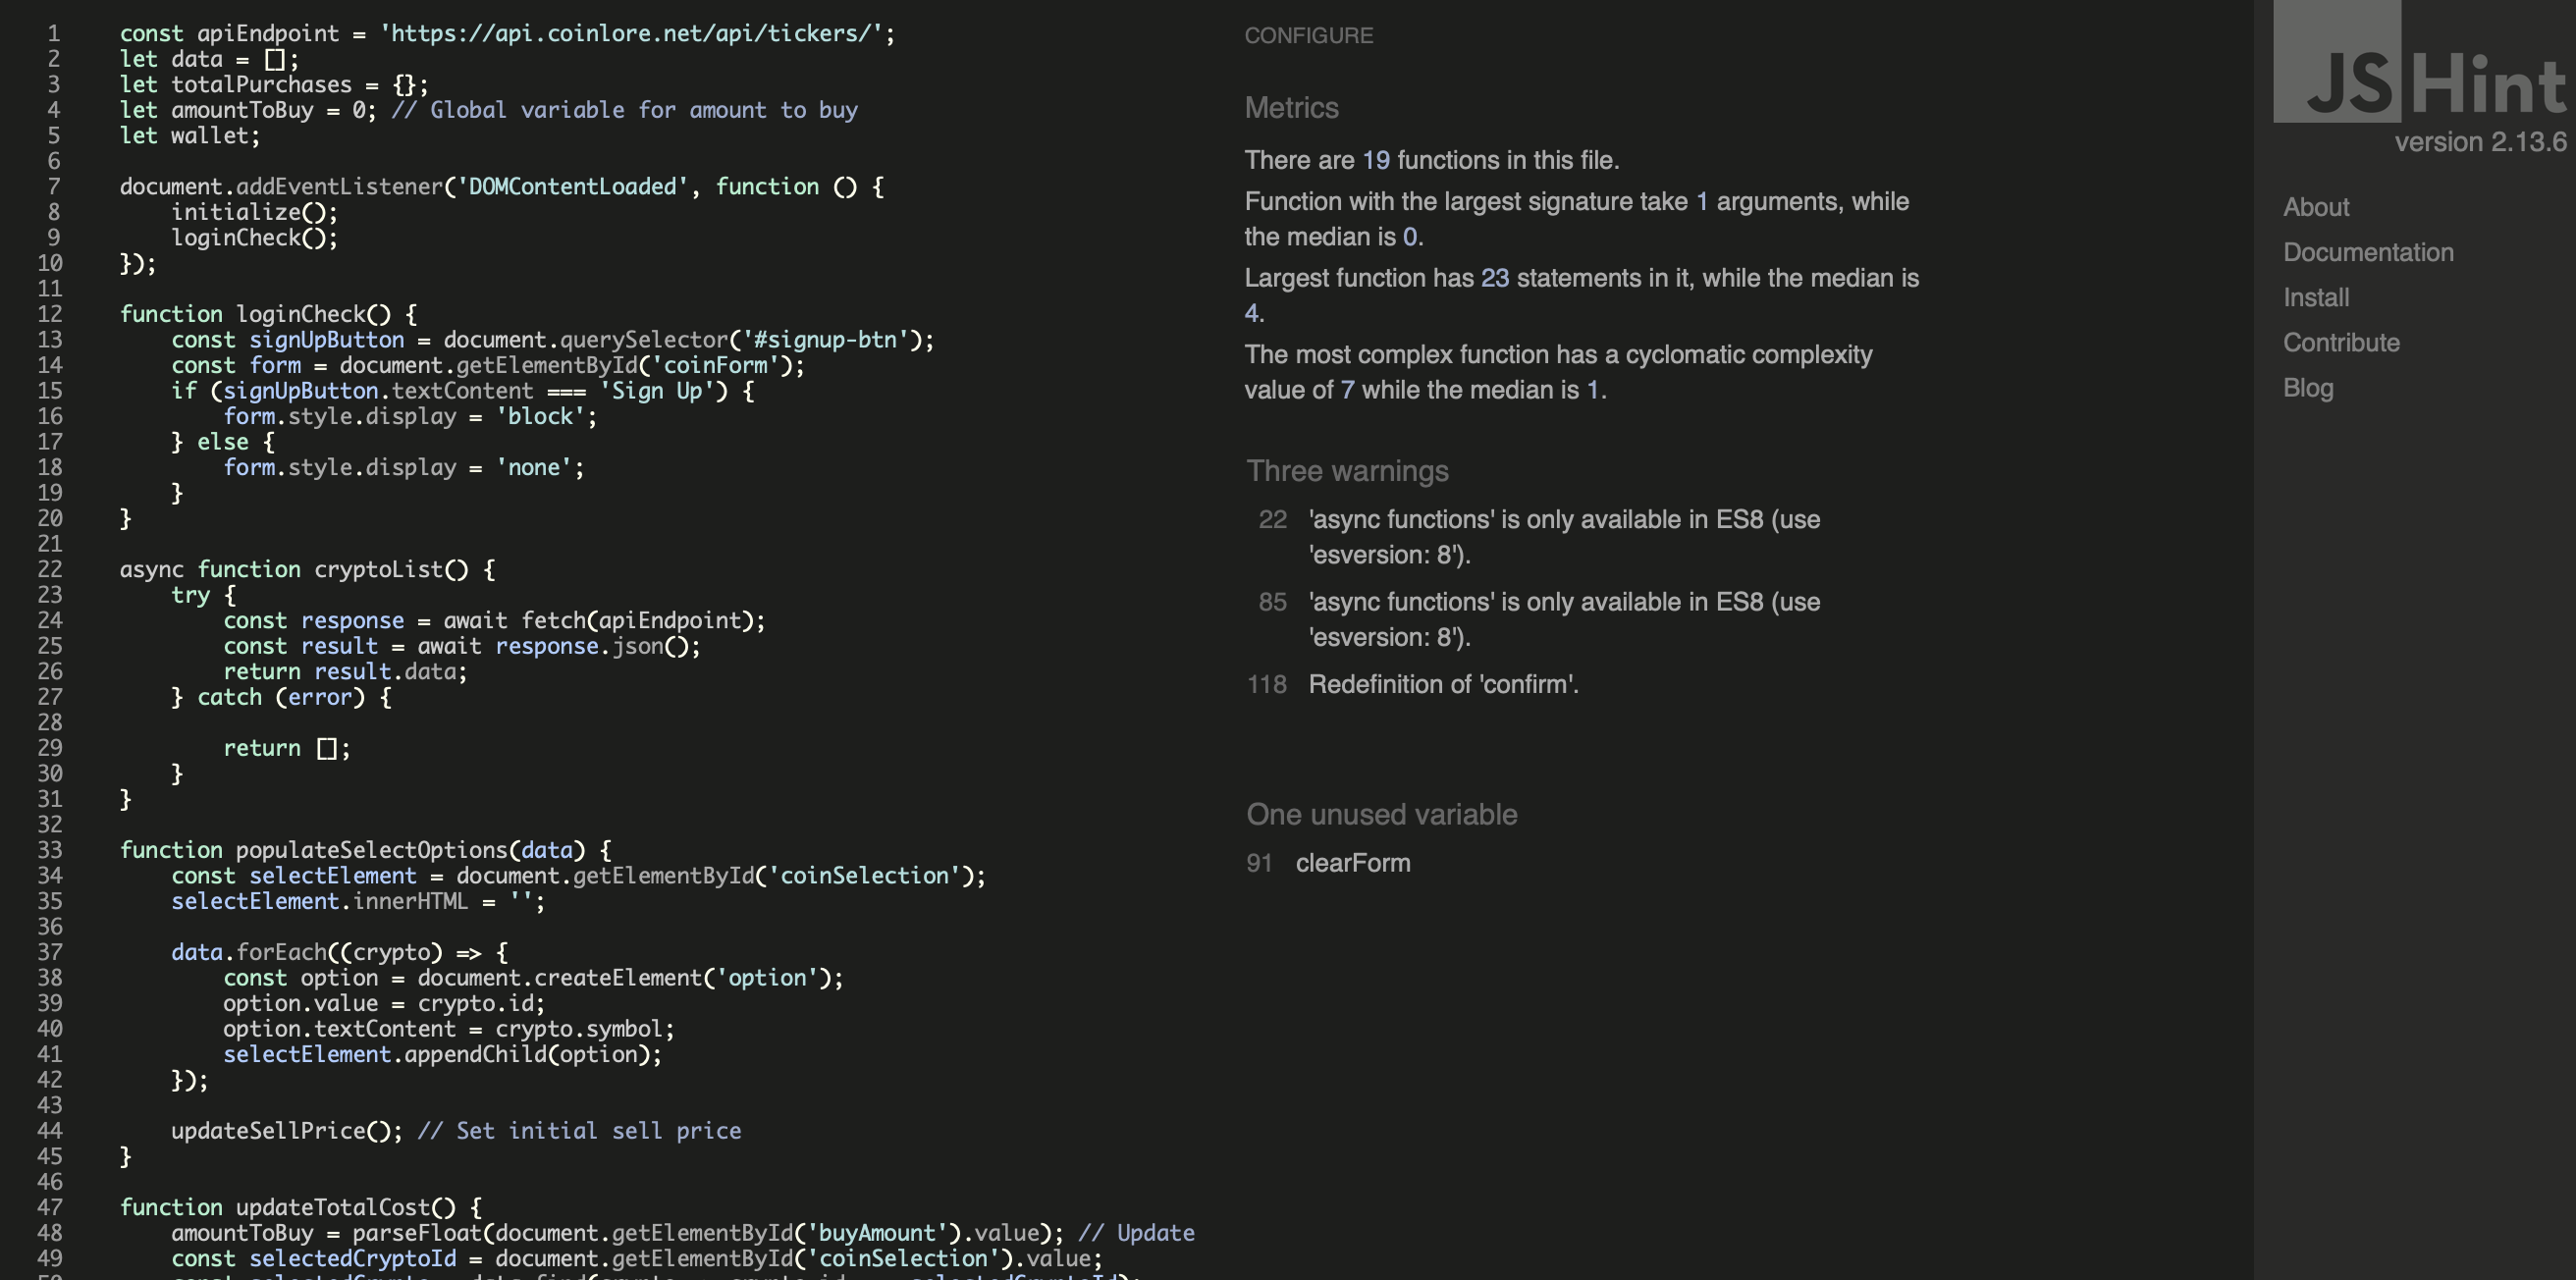 1 const apiEndpoint = 'https://api.coinlore.net/api/tickers/';
2 let data = [];
3 let totalPurchases = {};
4 let amountToBuy = 0; // Global variable for amount to buy
5 let wallet;
6
7 document.addEventListener('DOMContentLoaded', function () {
8 initialize();
9 loginCheck();
10 });
11
12 function loginCheck() {
13 const signUpButton = document.querySelector('#signup-btn');
14 const form = document.getElementById('coinForm');
15 if (signUpButton.textContent === 'Sign Up') {
16 form.style.display = 'block';
17 } else {
18 form.style.display = 'none';
19 }
20 }
21
22 async function cryptoList() {
23 try {
24 const response = await fetch(apiEndpoint);
25 const result = await response.json();
26 return result.data;
27 } catch (error) {
28
29 return [];
30 }
31 }
32
33 function populateSelectOptions(data) {
34 const selectElement = document.getElementById('coinSelection');
35 selectElement.innerHTML = '';
36
37 data.forEach((crypto) => {
38 const option = document.createElement('option');
39 option.value = crypto.id;
40 option.textContent = crypto.symbol;
41 selectElement.appendChild(option);
42 });
43
44 updateSellPrice(); // Set initial sell price
45 }
46
47 function updateTotalCost() {
48 amountToBuy = parseFloat(document.getElementById('buyAmount').value); // Update
49 const selectedCryptoId = document.getElementById('coinSelection').value;
CONFIGURE
Metrics
There are 19 functions in this file.
Function with the largest signature take 1 arguments, while
the median is 0.
Largest function has 23 statements in it, while the median is
4.
The most complex function has a cyclomatic complexity
value of 7 while the median is 1.
Three warnings
22 'async functions' is only available in ES8 (use
'esversion: 8').
85 'async functions' is only available in ES8 (use
'esversion: 8').
118 Redefinition of 'confirm'.
One unused variable
91 clearForm
JSHint
version 2.13.6
About
Documentation
Install
Contribute
Blog